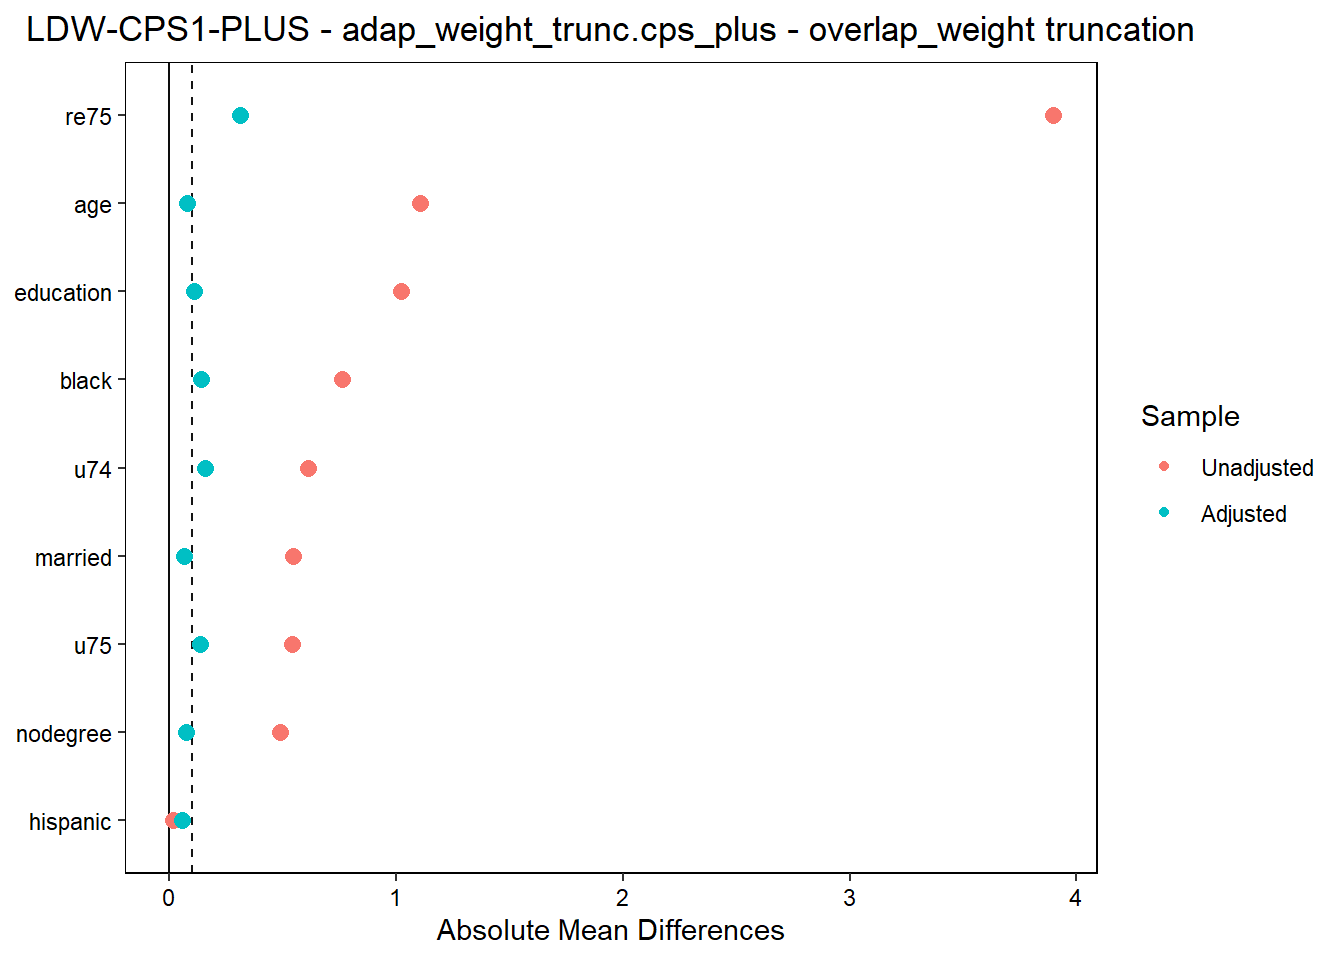 LDW-CPS1-PLUS - adap_weight_trunc.cps_plus - overlap_weight truncation
re75
age
education
black
u74
married
u75
nodegree
hispanic
0 1 2 3 4
Absolute Mean Differences
Sample
Unadjusted
Adjusted